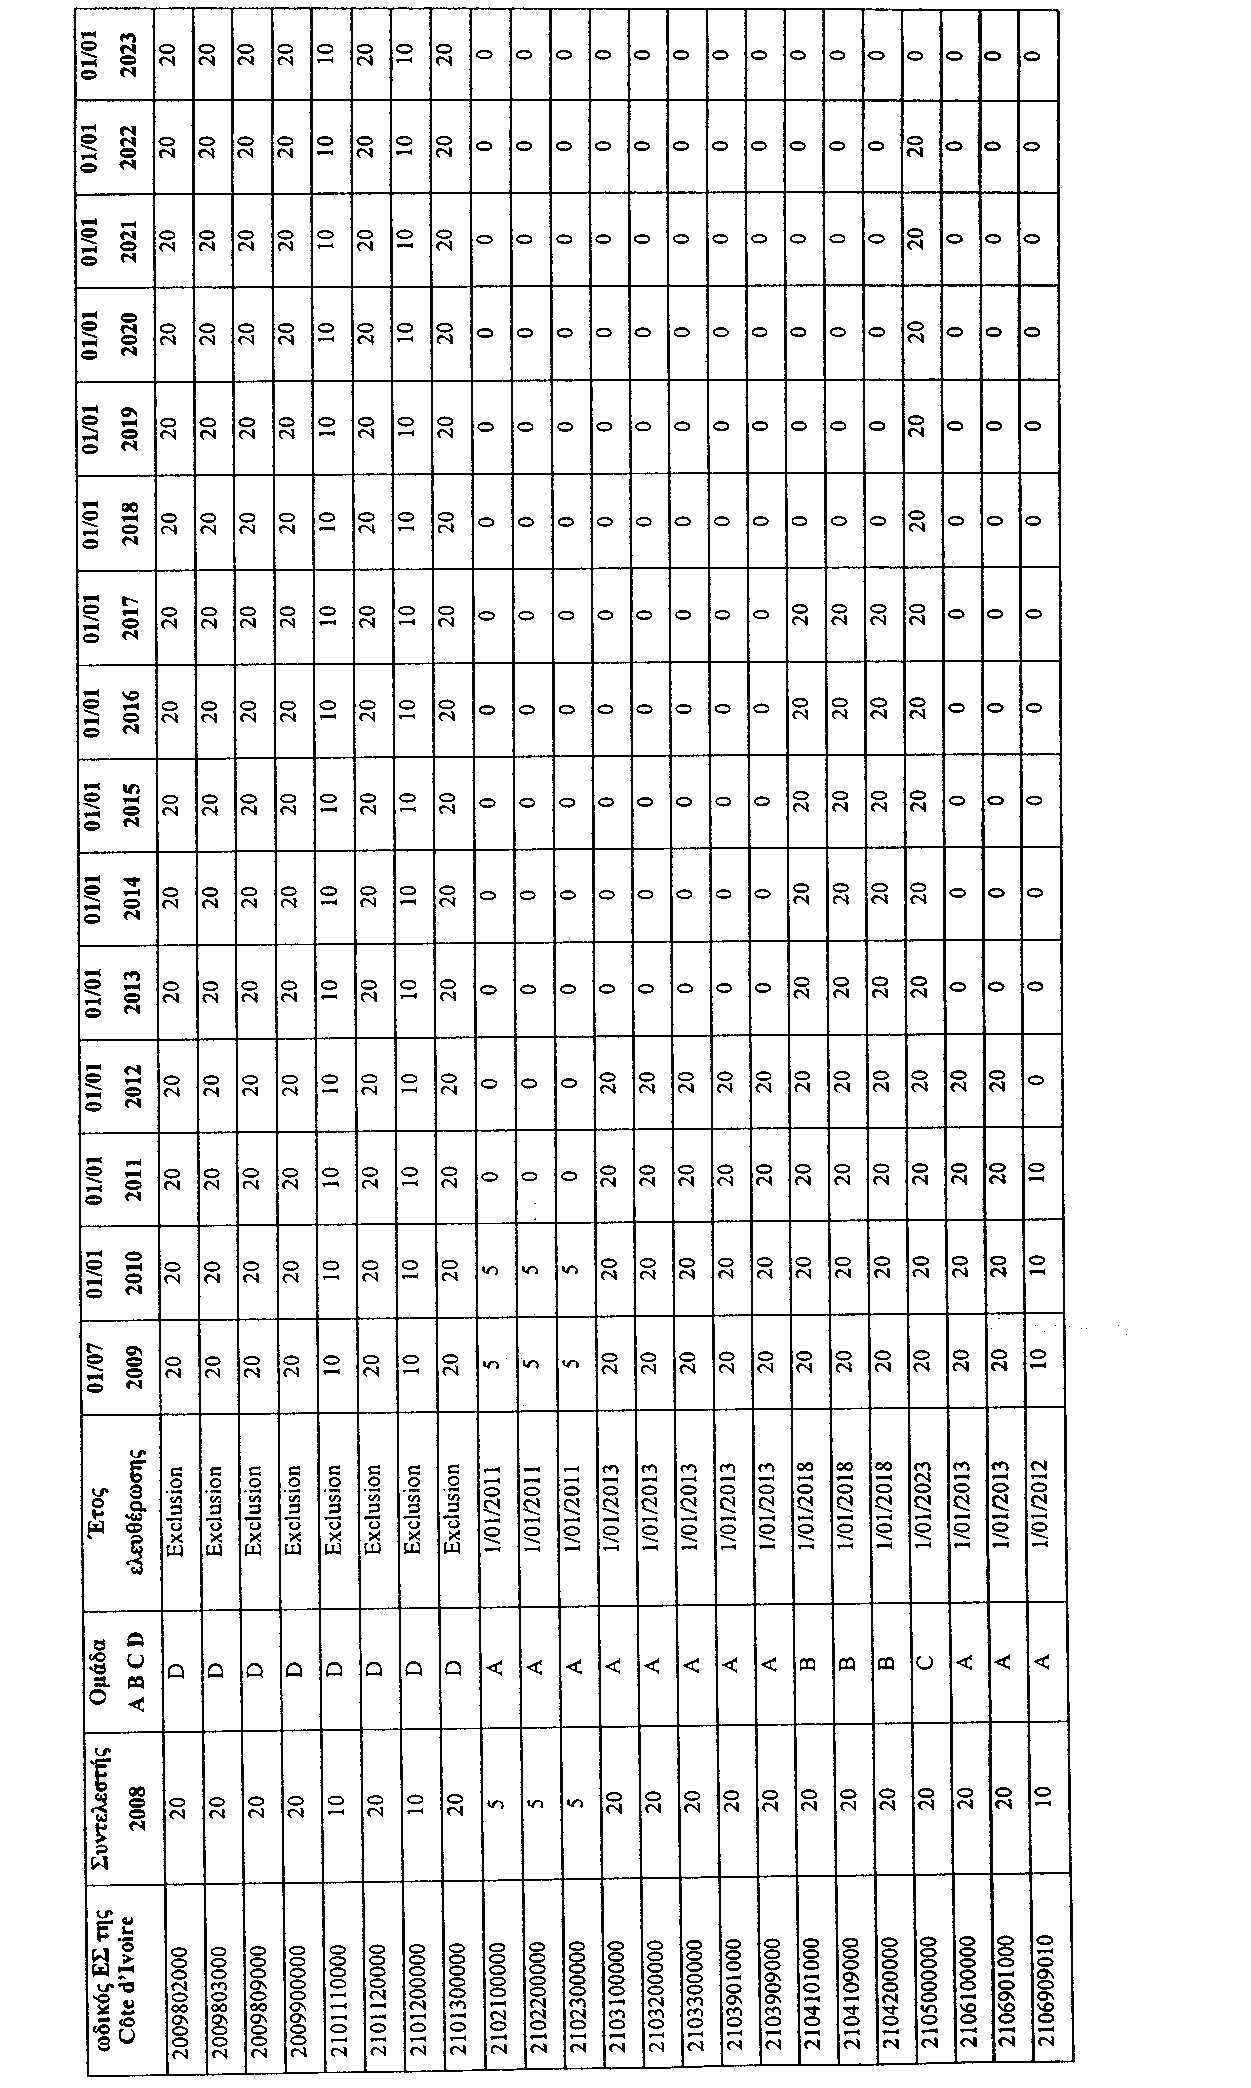 ωδικός ΕΣ της Συντελεστής Ομάδα Έτος 01/07 01/01 01/01 01/01 01/01 01/01 01/01 01/01 01/01 01/01 01/01 01/01 01/01 01/01 01/01
Côte d'Ivoire 2008 A B C D ελευθέρωσης 2009 2010 2011 2012 2013 2014 2015 2016 2017 2018 2019 2020 2021 2022 2023
2009802000 20 D Exclusion 20 20 20 20 20 20 20 20 20 20 20 20 20 20 20
2009803000 20 D Exclusion 20 20 20 20 20 20 20 20 20 20 20 20 20 20 20
2009809000 20 D Exclusion 20 20 20 20 20 20 20 20 20 20 20 20 20 20 20
2009900000 20 D Exclusion 20 20 20 20 20 20 20 20 20 20 20 20 20 20 20
2101110000 10 D Exclusion 10 10 10 10 10 10 10 10 10 10 10 10 10 10 10
2101120000 20 D Exclusion 20 20 20 20 20 20 20 20 20 20 20 20 20 20 20
2101200000 10 D Exclusion 10 10 10 10 10 10 10 10 10 10 10 10 10 10 10
2101300000 20 D Exclusion 20 20 20 20 20 20 20 20 20 20 20 20 20 20 20
2102100000 5 A 1/01/2011 5 5 0 0 0 0 0 0 0 0 0 0 0 0 0
2102200000 5 A 1/01/2011 5 5 0 0 0 0 0 0 0 0 0 0 0 0 0
2102300000 5 A 1/01/2011 5 5 0 0 0 0 0 0 0 0 0 0 0 0 0
2103100000 20 A 1/01/2013 20 20 20 20 0 0 0 0 0 0 0 0 0 0 0
2103200000 20 A 1/01/2013 20 20 20 20 0 0 0 0 0 0 0 0 0 0 0
2103300000 20 A 1/01/2013 20 20 20 20 0 0 0 0 0 0 0 0 0 0 0
2103901000 20 A 1/01/2013 20 20 20 20 0 0 0 0 0 0 0 0 0 0 0
2103909000 20 A 1/01/2013 20 20 20 20 0 0 0 0 0 0 0 0 0 0 0
2104101000 20 B 1/01/2018 20 20 20 20 20 20 20 20 20 0 0 0 0 0 0
2104109000 20 B 1/01/2018 20 20 20 20 20 20 20 20 20 0 0 0 0 0 0
2104200000 20 B 1/01/2018 20 20 20 20 20 20 20 20 20 0 0 0 0 0 0
2105000000 20 C 1/01/2023 20 20 20 20 20 20 20 20 20 20 20 20 20 20 0
2106100000 20 A 1/01/2013 20 20 20 20 0 0 0 0 0 0 0 0 0 0 0
2106901000 20 A 1/01/2013 20 20 20 20 0 0 0 0 0 0 0 0 0 0 0
2106909010 10 A 1/01/2012 10 10 10 0 0 0 0 0 0 0 0 0 0 0 0